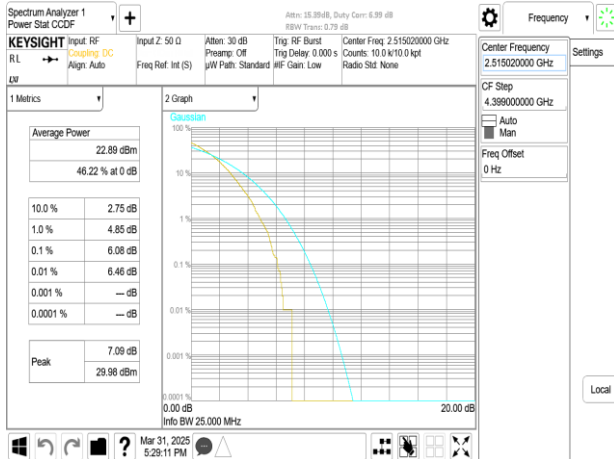 Spectrum Analyzer 1
Power Stat CCDF
Atten: 15.39dB, Duty Corr: 6.99 dB
RBW Trans: 0.79 dB
Frequency
KEYSIGHT
RL
Input: RF
Coupling: DC
Align: Auto
Input Z: 50 Ω
Freq Ref: Int (S)
Atten: 30 dB
Preamp: Off
µW Path: Standard
Trig: RF Burst
Trig Delay: 0.000 s
#IF Gain: Low
Center Freq: 2.515020000 GHz
Counts: 10.0 k/10.0 kpt
Radio Std: None
Center Frequency
2.515020000 GHz
Settings
CF Step
4.399000000 GHz
Auto
Man
Freq Offset
0 Hz
Local
1 Metrics
Average Power
22.89 dBm
46.22 % at 0 dB
10.0 % 2.75 dB
1.0 % 4.85 dB
0.1 % 6.08 dB
0.01 % 6.46 dB
0.001 % --- dB
0.0001 % --- dB
Peak
7.09 dB
29.98 dBm
2 Graph
Gaussian
100 %
10 %
1 %
0.1 %
0.01 %
0.001 %
0.0001 %
0.00 dB 20.00 dB
Info BW 25.000 MHz
?
Mar 31, 2025
5:29:11 PM